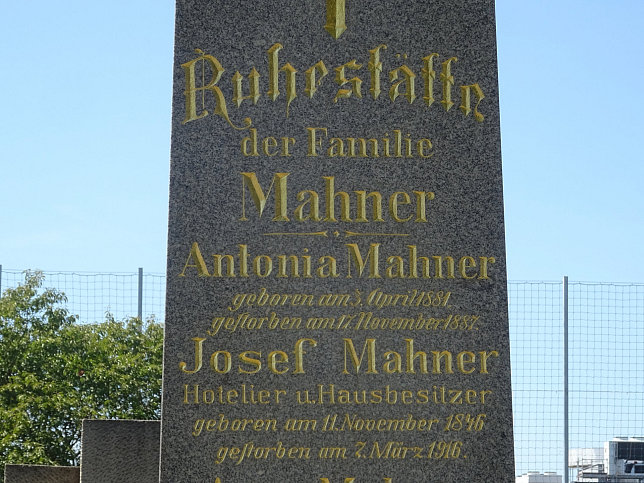 Ruhestätte
der Familie
Mahner
Antonia Mahner
geboren am 3. April 1881.
gestorben am 17. November 1887.
Josef Mahner
Hotelier u. Hausbesitzer
geboren am 11. November 1846
gestorben am 7. März 1916.